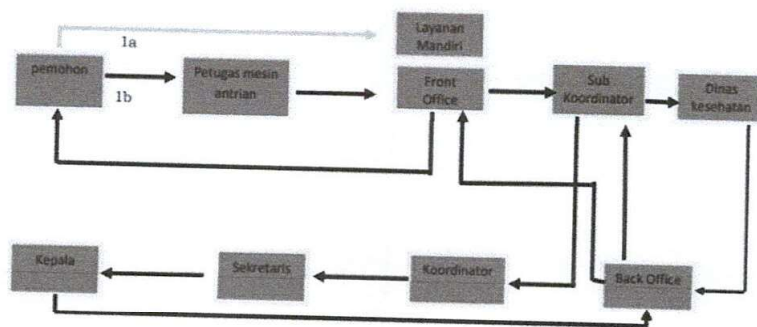 1a
Layanan
Mandiri
pemohon
1b
Petugas mesin
antrian
Front
Office
Sub
Koordinator
Dinas
kesehatan
Kepala
Sekretaris
Koordinator
Back Office